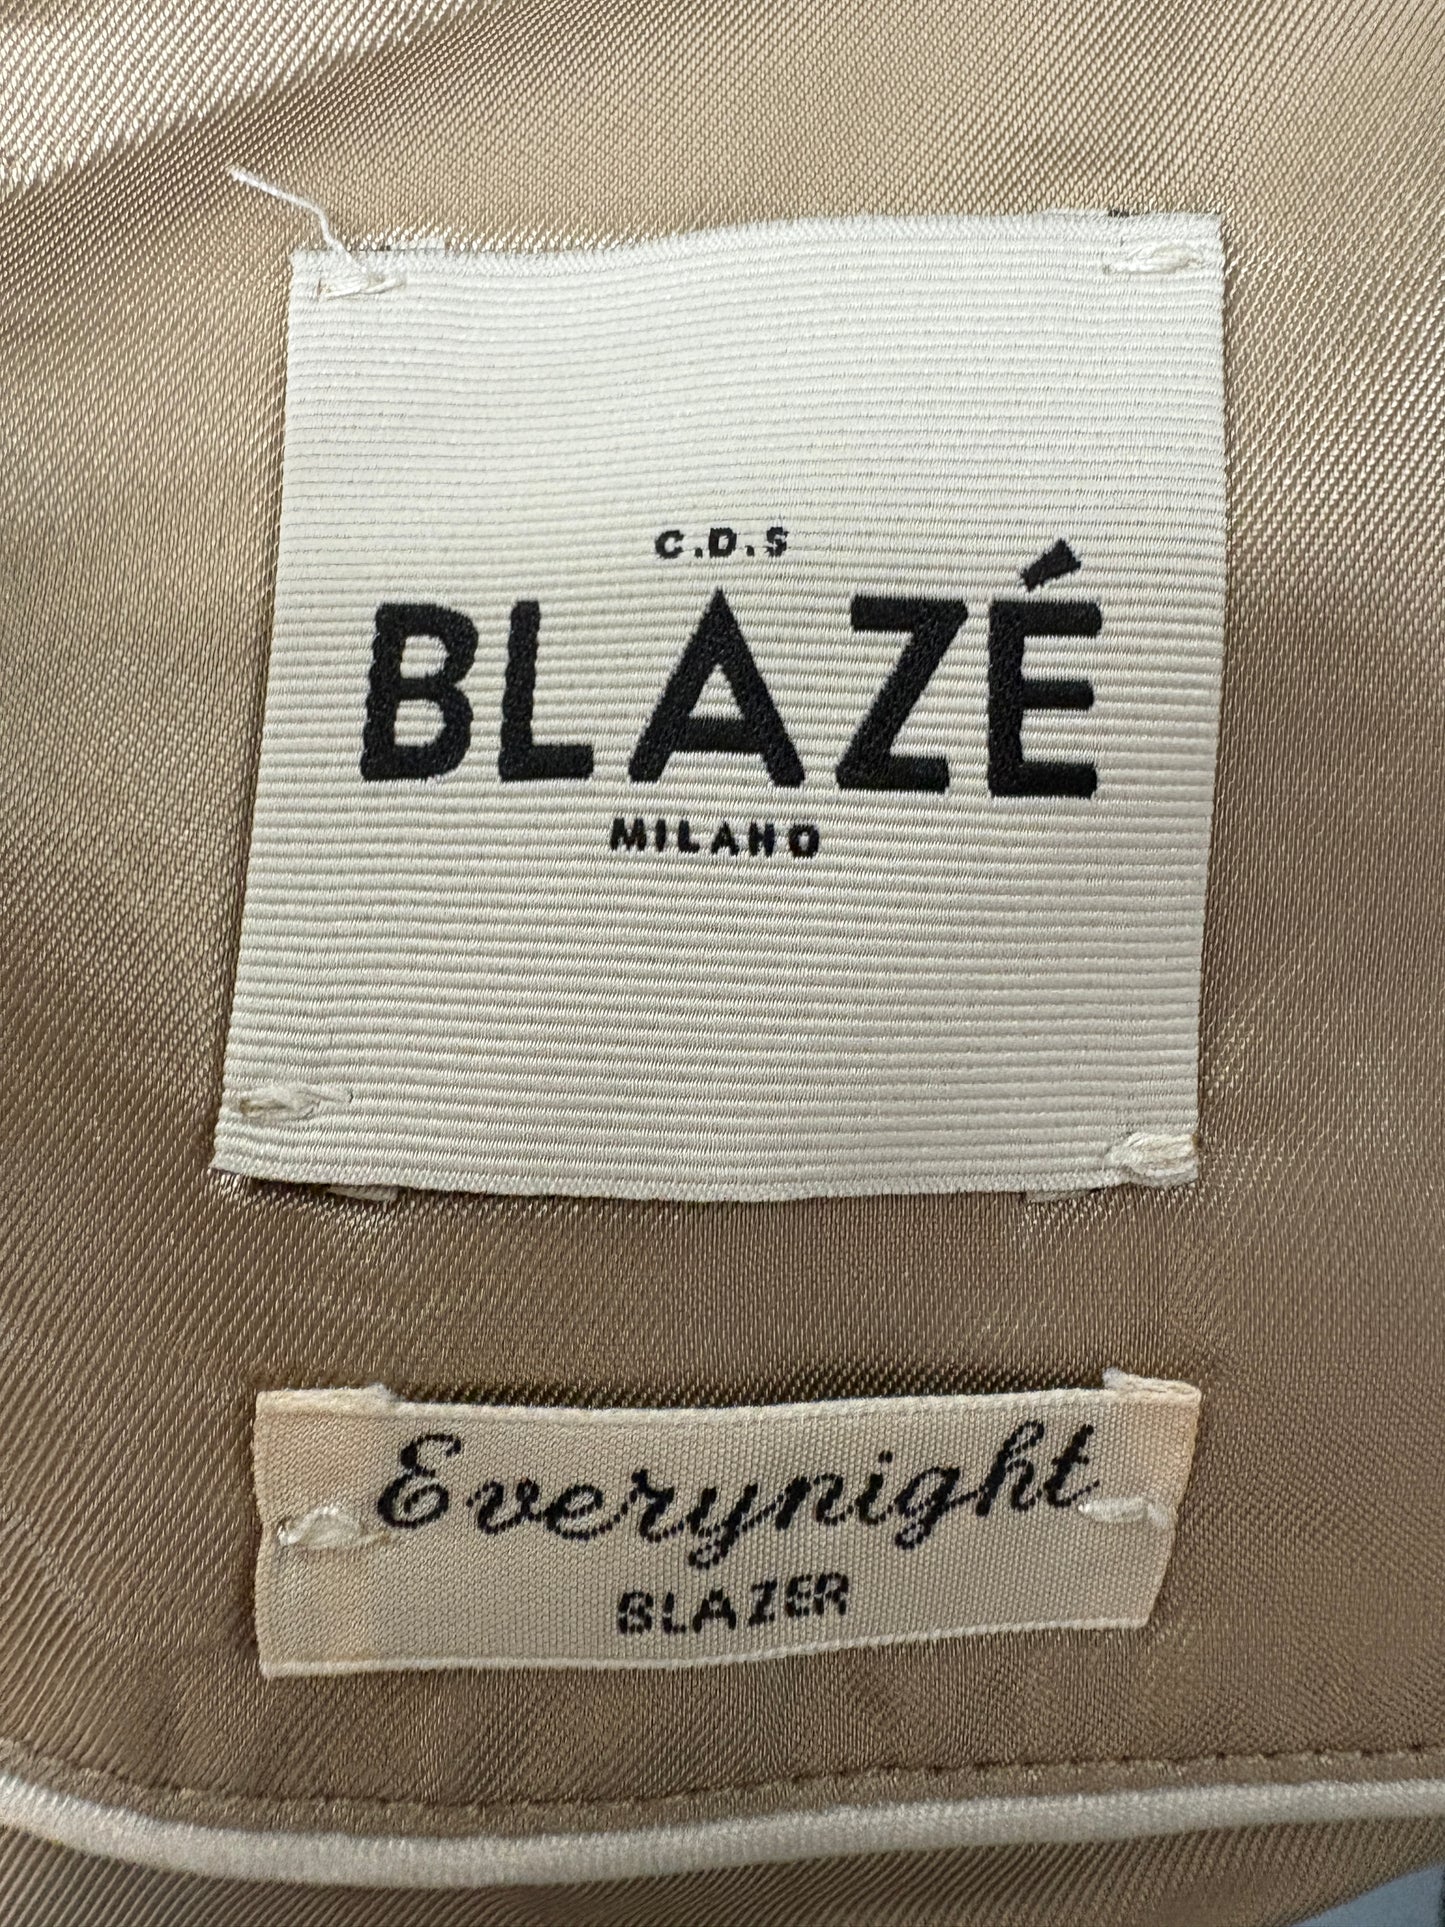 C.D.S
BLAZÉ
MILANO
Everynight
BLAZER